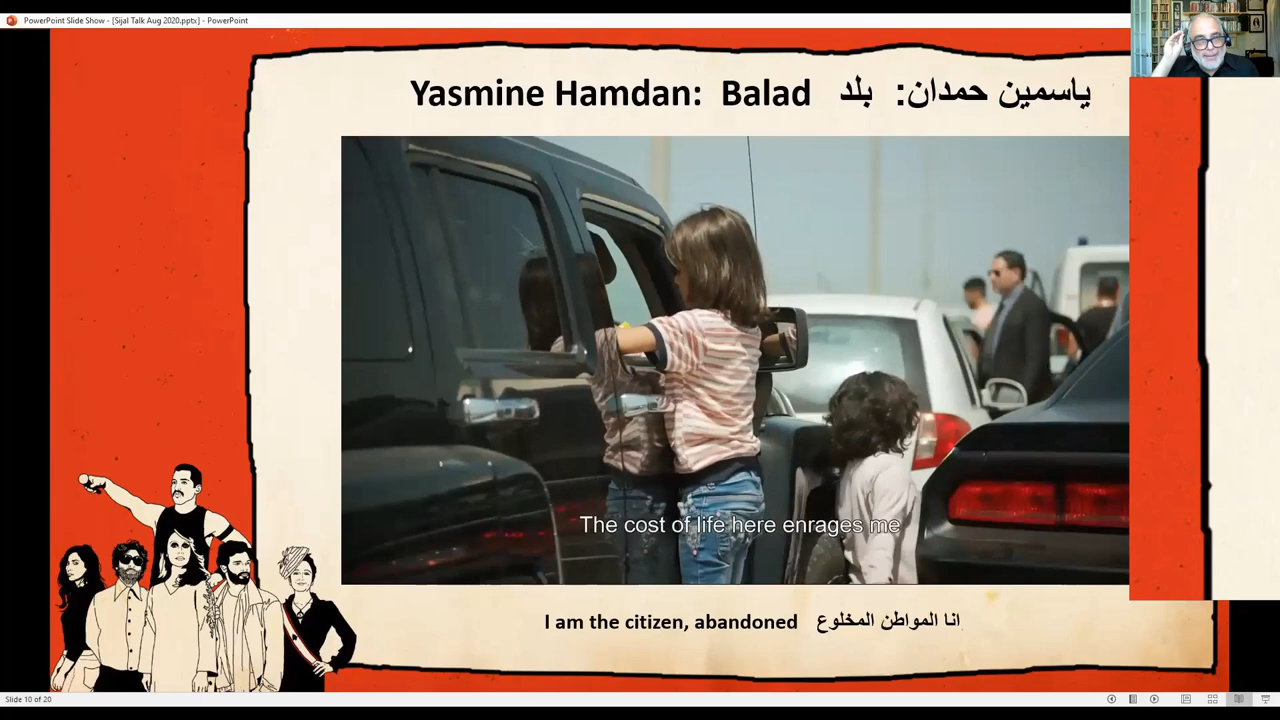 PowerPoint Slide Show - [Sijal Talk Aug 2020.pptx] - PowerPoint
Yasmine Hamdan: Balad ياسمين حمدان: بلد
The cost of life here enrages me
I am the citizen, abandoned انا المواطن المخلوع
Slide 10 of 20